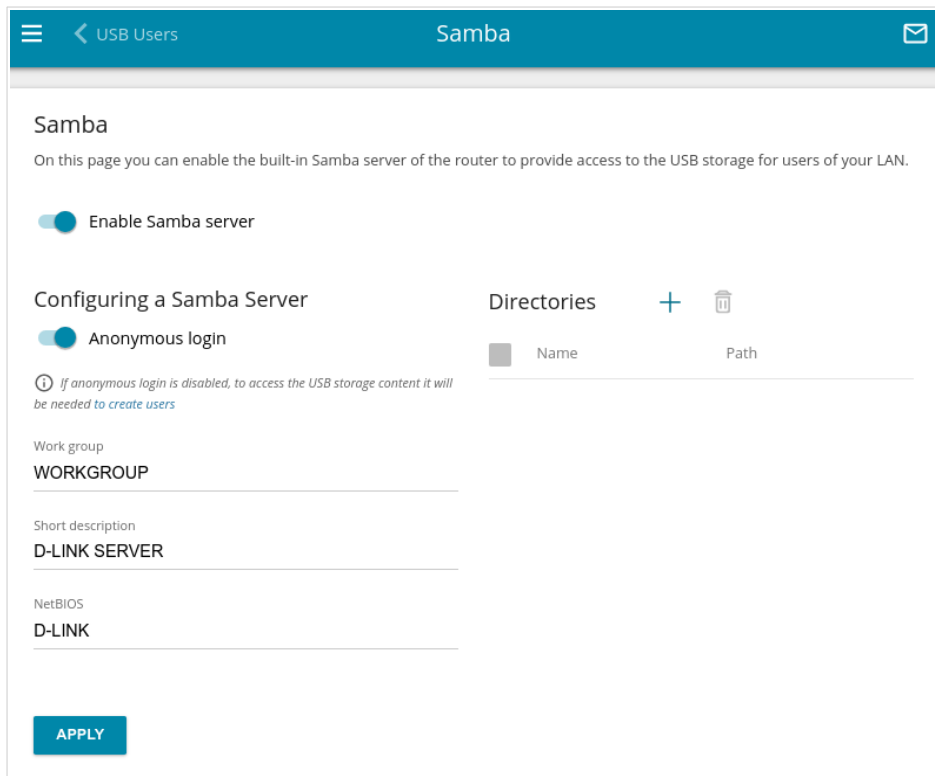 USB Users
Samba
Samba
On this page you can enable the built-in Samba server of the router to provide access to the USB storage for users of your LAN.
Enable Samba server
Configuring a Samba Server
Anonymous login
If anonymous login is disabled, to access the USB storage content it will
be needed to create users
Work group
WORKGROUP
Short description
D-LINK SERVER
NetBIOS
D-LINK
APPLY
Directories
Name Path